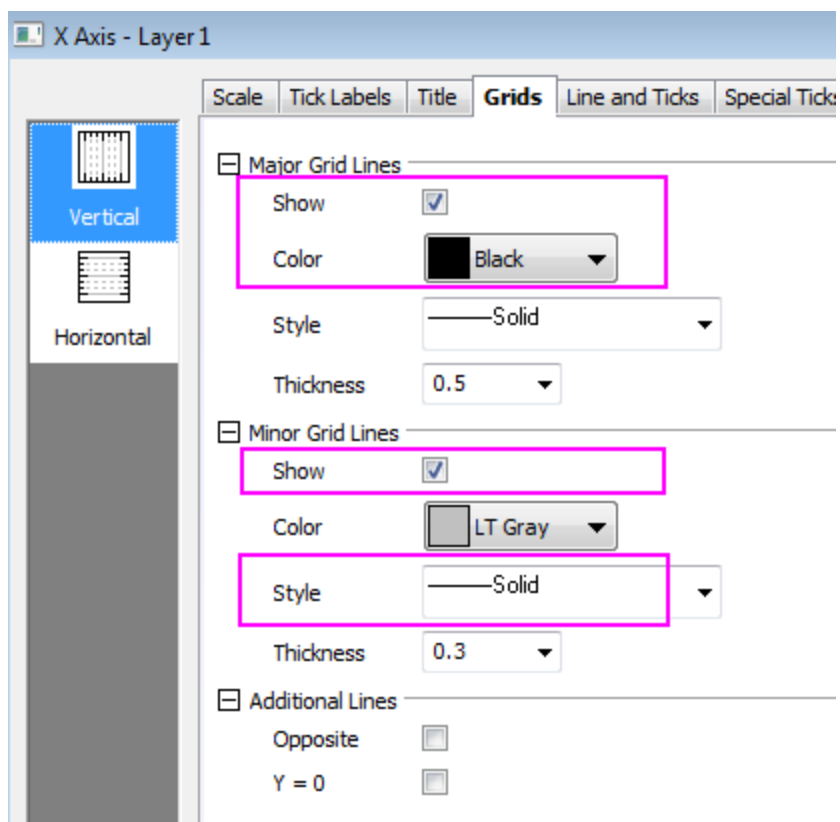 X Axis - Layer 1
Scale Tick Labels Title Grids Line and Ticks Special Ticks
Vertical
Horizontal
Major Grid Lines
Show
Color Black
Style Solid
Thickness 0.5
Minor Grid Lines
Show
Color LT Gray
Style Solid
Thickness 0.3
Additional Lines
Opposite
Y = 0